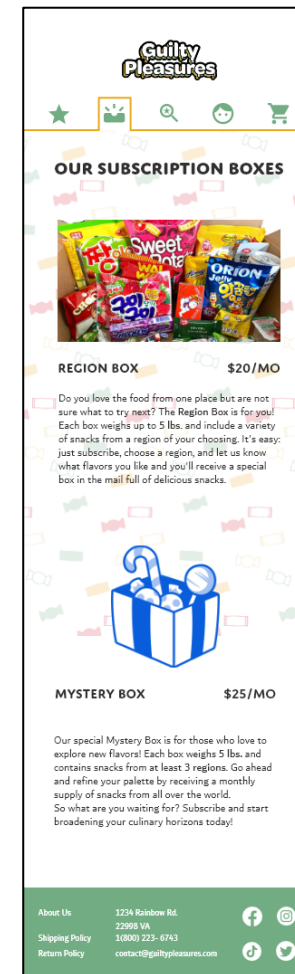 Guilty
Pleasures
OUR SUBSCRIPTION BOXES
Sweet
WAI
ORION
Jelly
REGION BOX $20/MO
Do you love the food from one place but are not
sure what to try next? The Region Box is for you!
Each box weighs up to 5 lbs. and include a variety
of snacks from a region of your choosing. It's easy:
just subscribe, choose a region, and let us know
what flavors you like and you'll receive a special
box in the mail full of delicious snacks.
MYSTERY BOX $25/MO
Our special Mystery Box is for those who love to
explore new flavors! Each box weighs 5 lbs. and
contains snacks from at least 3 regions. Go ahead
and refine your palette by receiving a monthly
supply of snacks from all over the world.
So what are you waiting for? Subscribe and start
broadening your culinary horizons today!
About Us 1234 Rainbow Rd.
22998 VA
Shipping Policy 1(800) 223- 6743
Return Policy contact@guiltypleasures.com